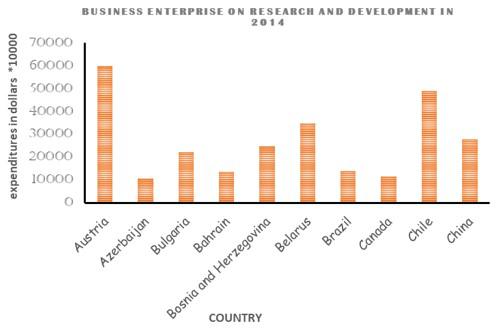 BUSINESS ENTERPRISE ON RESEARCH AND DEVELOPMENT IN
2014
expenditures in dollars *10000
70000
60000
50000
40000
30000
20000
10000
0
Austria
Azerbaijan
Bulgaria
Bahrain
Bosnia and Herzegovina
Belarus
Brazil
Canada
Chile
China
COUNTRY